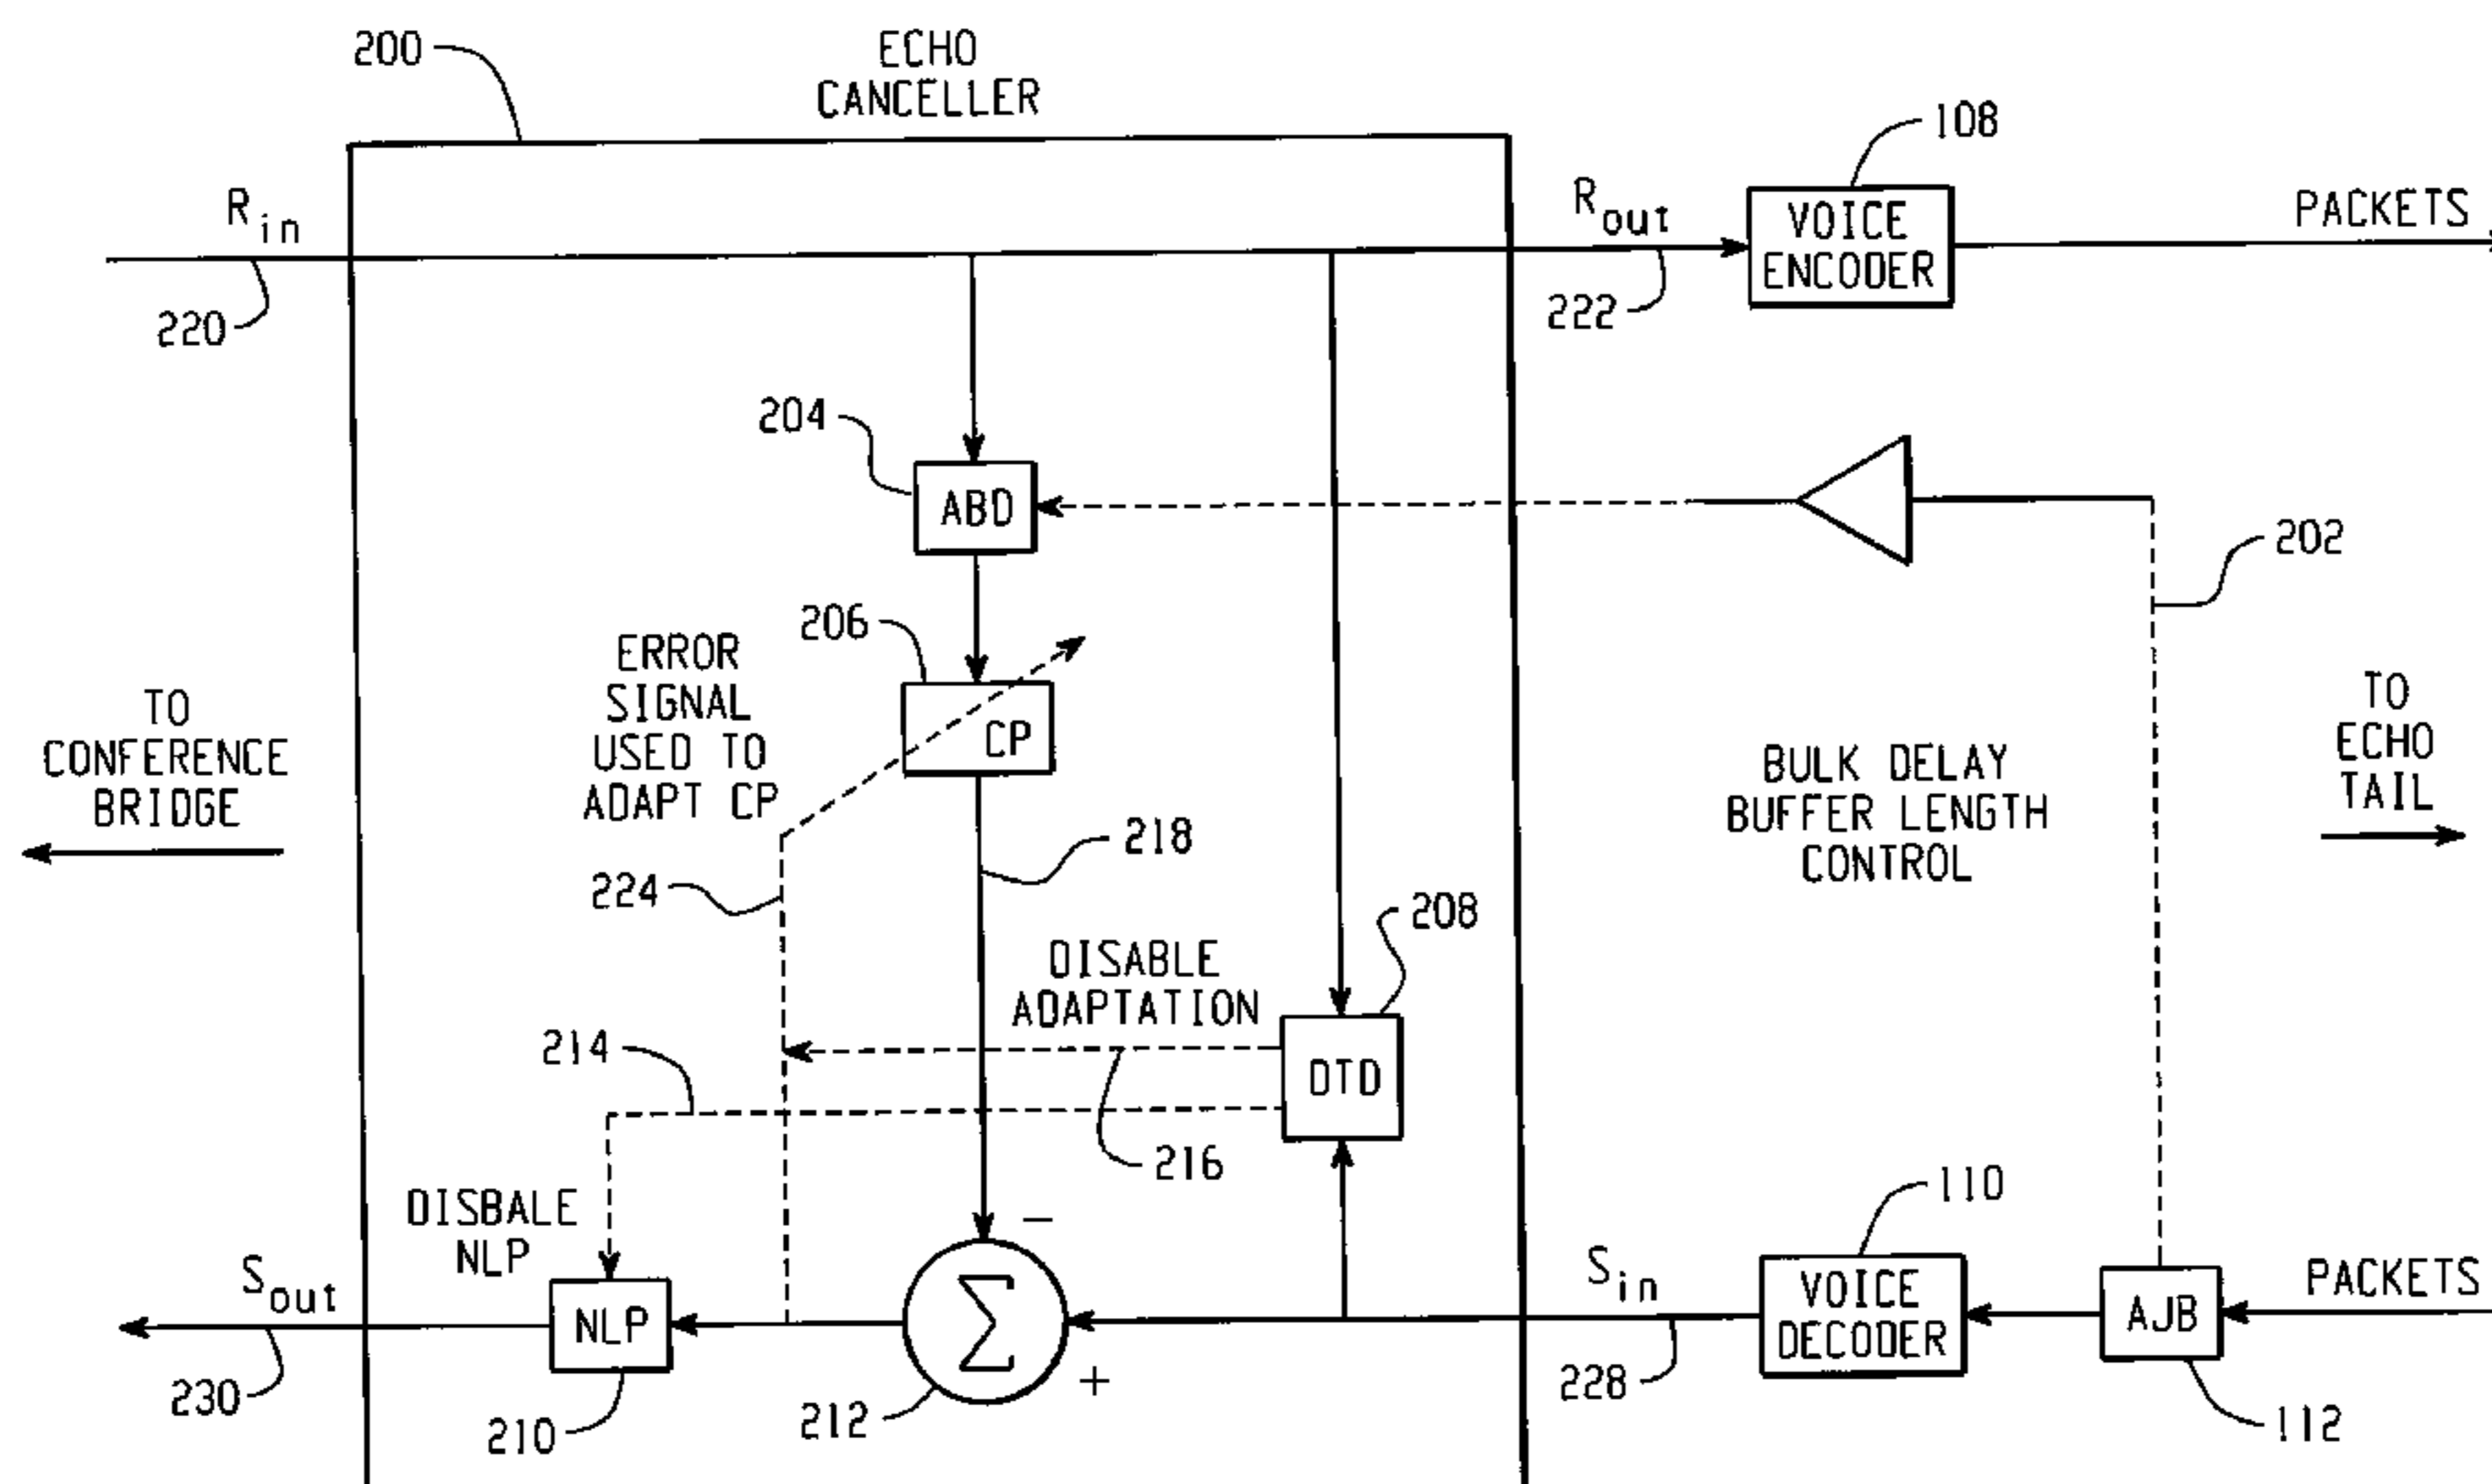 200
ECHO
CANCELLER
108
R in
R out
VOICE
ENCODER
PACKETS
220
222
204
ABD
202
206
ERROR
SIGNAL
USED TO
ADAPT CP
CP
TO
CONFERENCE
BRIDGE
BULK DELAY
BUFFER LENGTH
CONTROL
TO
ECHO
TAIL
218
224
208
DISABLE
ADAPTATION
214
DTD
216
110
DISBALE
NLP
−
S out
S in
NLP
Σ
+
VOICE
DECODER
AJB
PACKETS
230
210
212
228
112